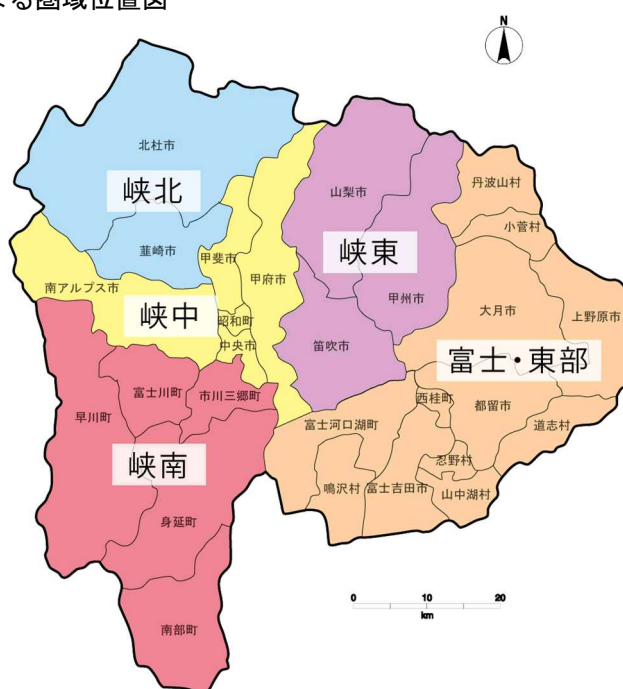 る圏域位置図
N
北杜市
峡北
韮崎市
山梨市
峡東
甲州市
笛吹市
丹波山村
小菅村
大月市
上野原市
富士・東部
西桂町
都留市
道志村
富士河口湖町
忍野村
鳴沢村
富士吉田市
山中湖村
甲斐市
甲府市
南アルプス市
峡中
昭和町
中央市
富士川町
市川三郷町
早川町
峡南
身延町
南部町
0 10 20
km